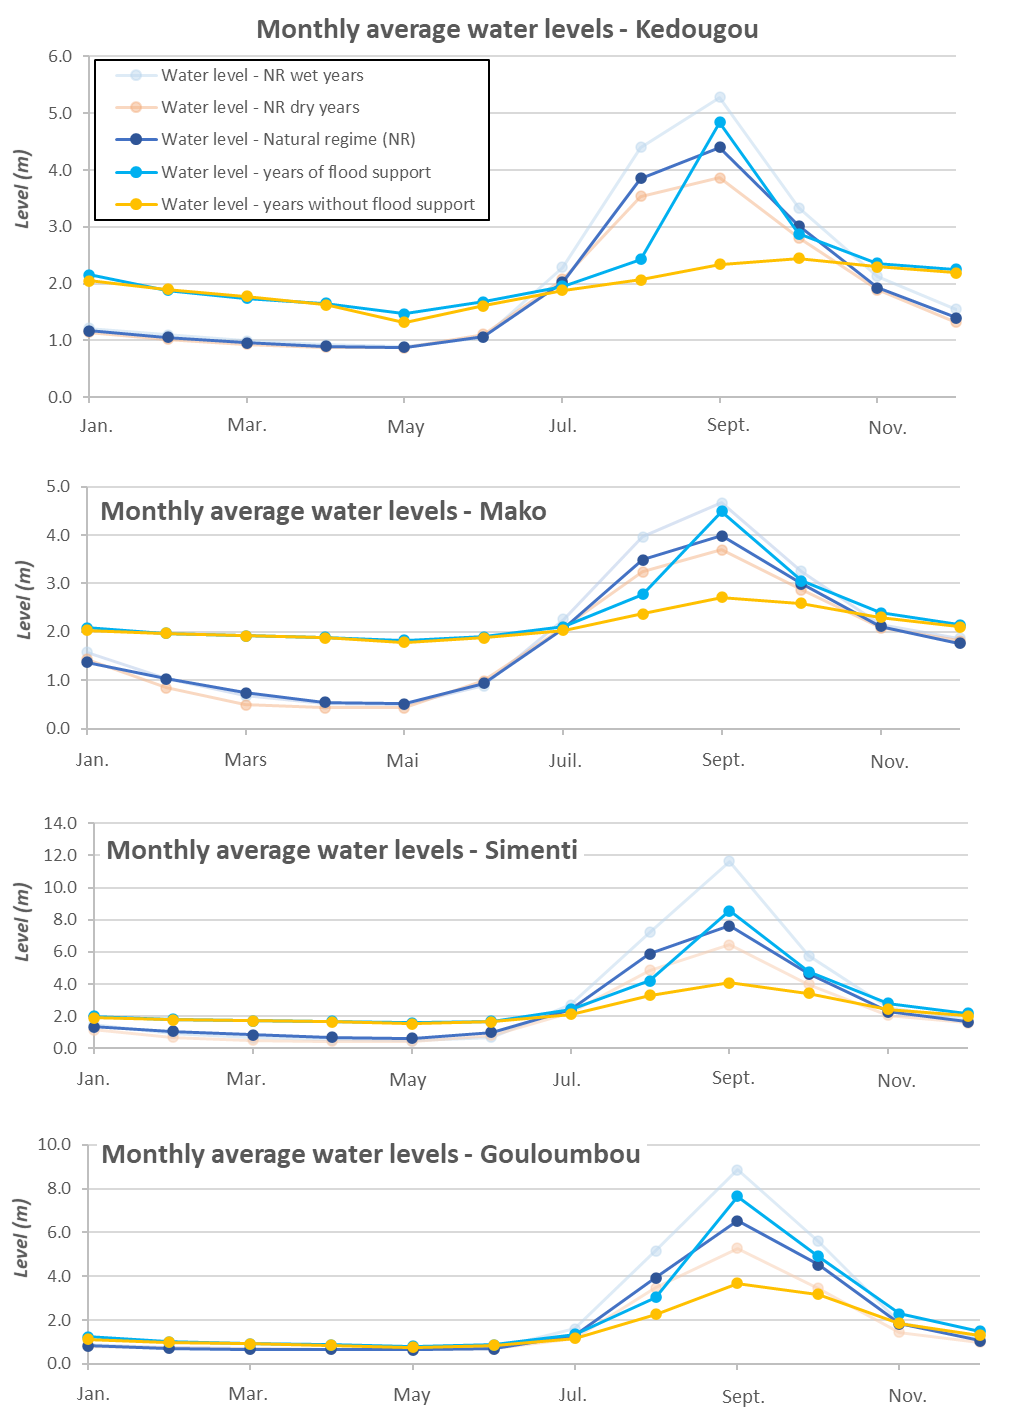 Monthly average water levels - Kedougou
6.0
Water level - NR wet years
5.0
Water level - NR dry years
Water level - Natural regime (NR)
4.0
Water level - years of flood support
Level (m)
3.0
Water level - years without flood support
2.0
1.0
0.0
Jan.
Mar.
May
Jul.
Sept.
Nov.
5.0
Monthly average water levels - Mako
4.0
3.0
Level (m)
2.0
1.0
0.0
Jan.
Mars
Mai
Juil.
Sept.
Nov.
14.0
Monthly average water levels - Simenti
12.0
10.0
8.0
Level (m)
6.0
4.0
2.0
0.0
Jan.
Mar.
May
Jul.
Sept.
Nov.
10.0
Monthly average water levels - Gouloumbou
8.0
6.0
Level (m)
4.0
2.0
0.0
Jan.
Mar.
May
Jul.
Sept.
Nov.